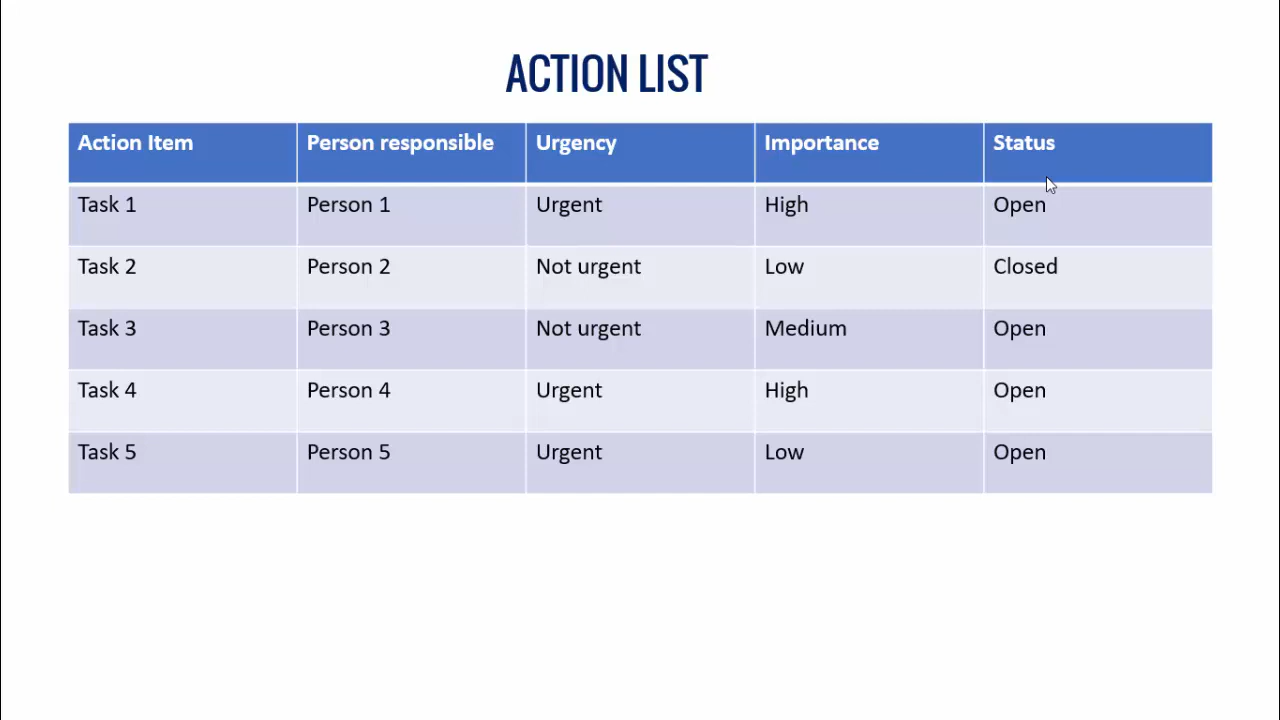 ACTION LIST
Action Item Person responsible Urgency Importance Status
Task 1 Person 1 Urgent High Open
Task 2 Person 2 Not urgent Low Closed
Task 3 Person 3 Not urgent Medium Open
Task 4 Person 4 Urgent High Open
Task 5 Person 5 Urgent Low Open